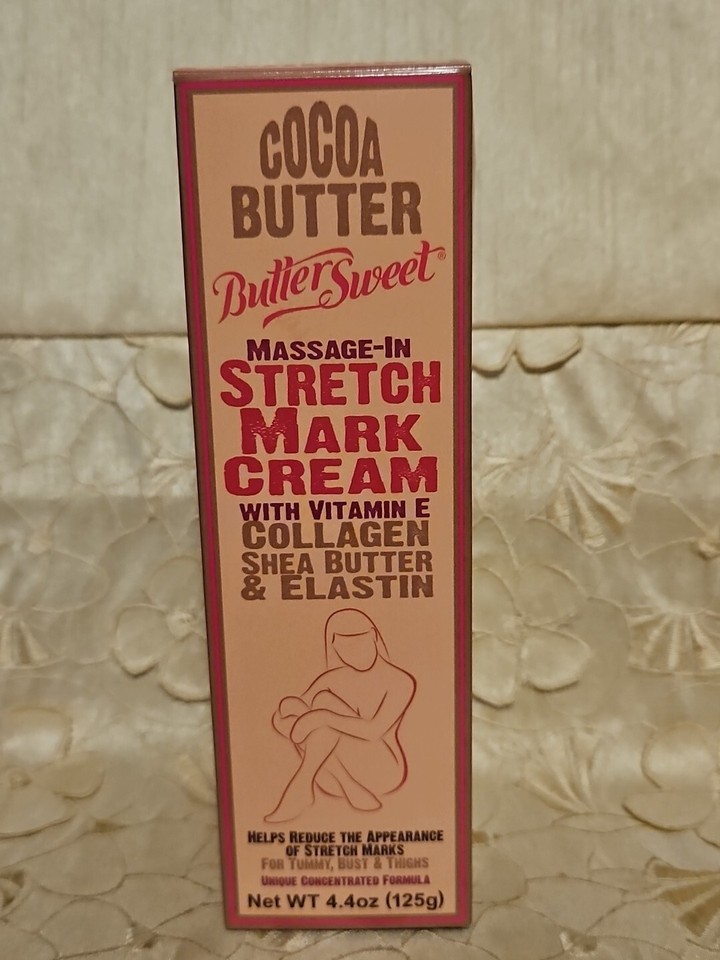 COCOA
BUTTER
ButterSweet®
MASSAGE-IN
STRETCH
MARK
CREAM
WITH VITAMIN E
COLLAGEN
SHEA BUTTER
& ELASTIN
HELPS REDUCE THE APPEARANCE
OF STRETCH MARKS
FOR TUMMY, BUST & THIGHS
UNIQUE CONCENTRATED FORMULA
Net WT 4.4oz (125g)